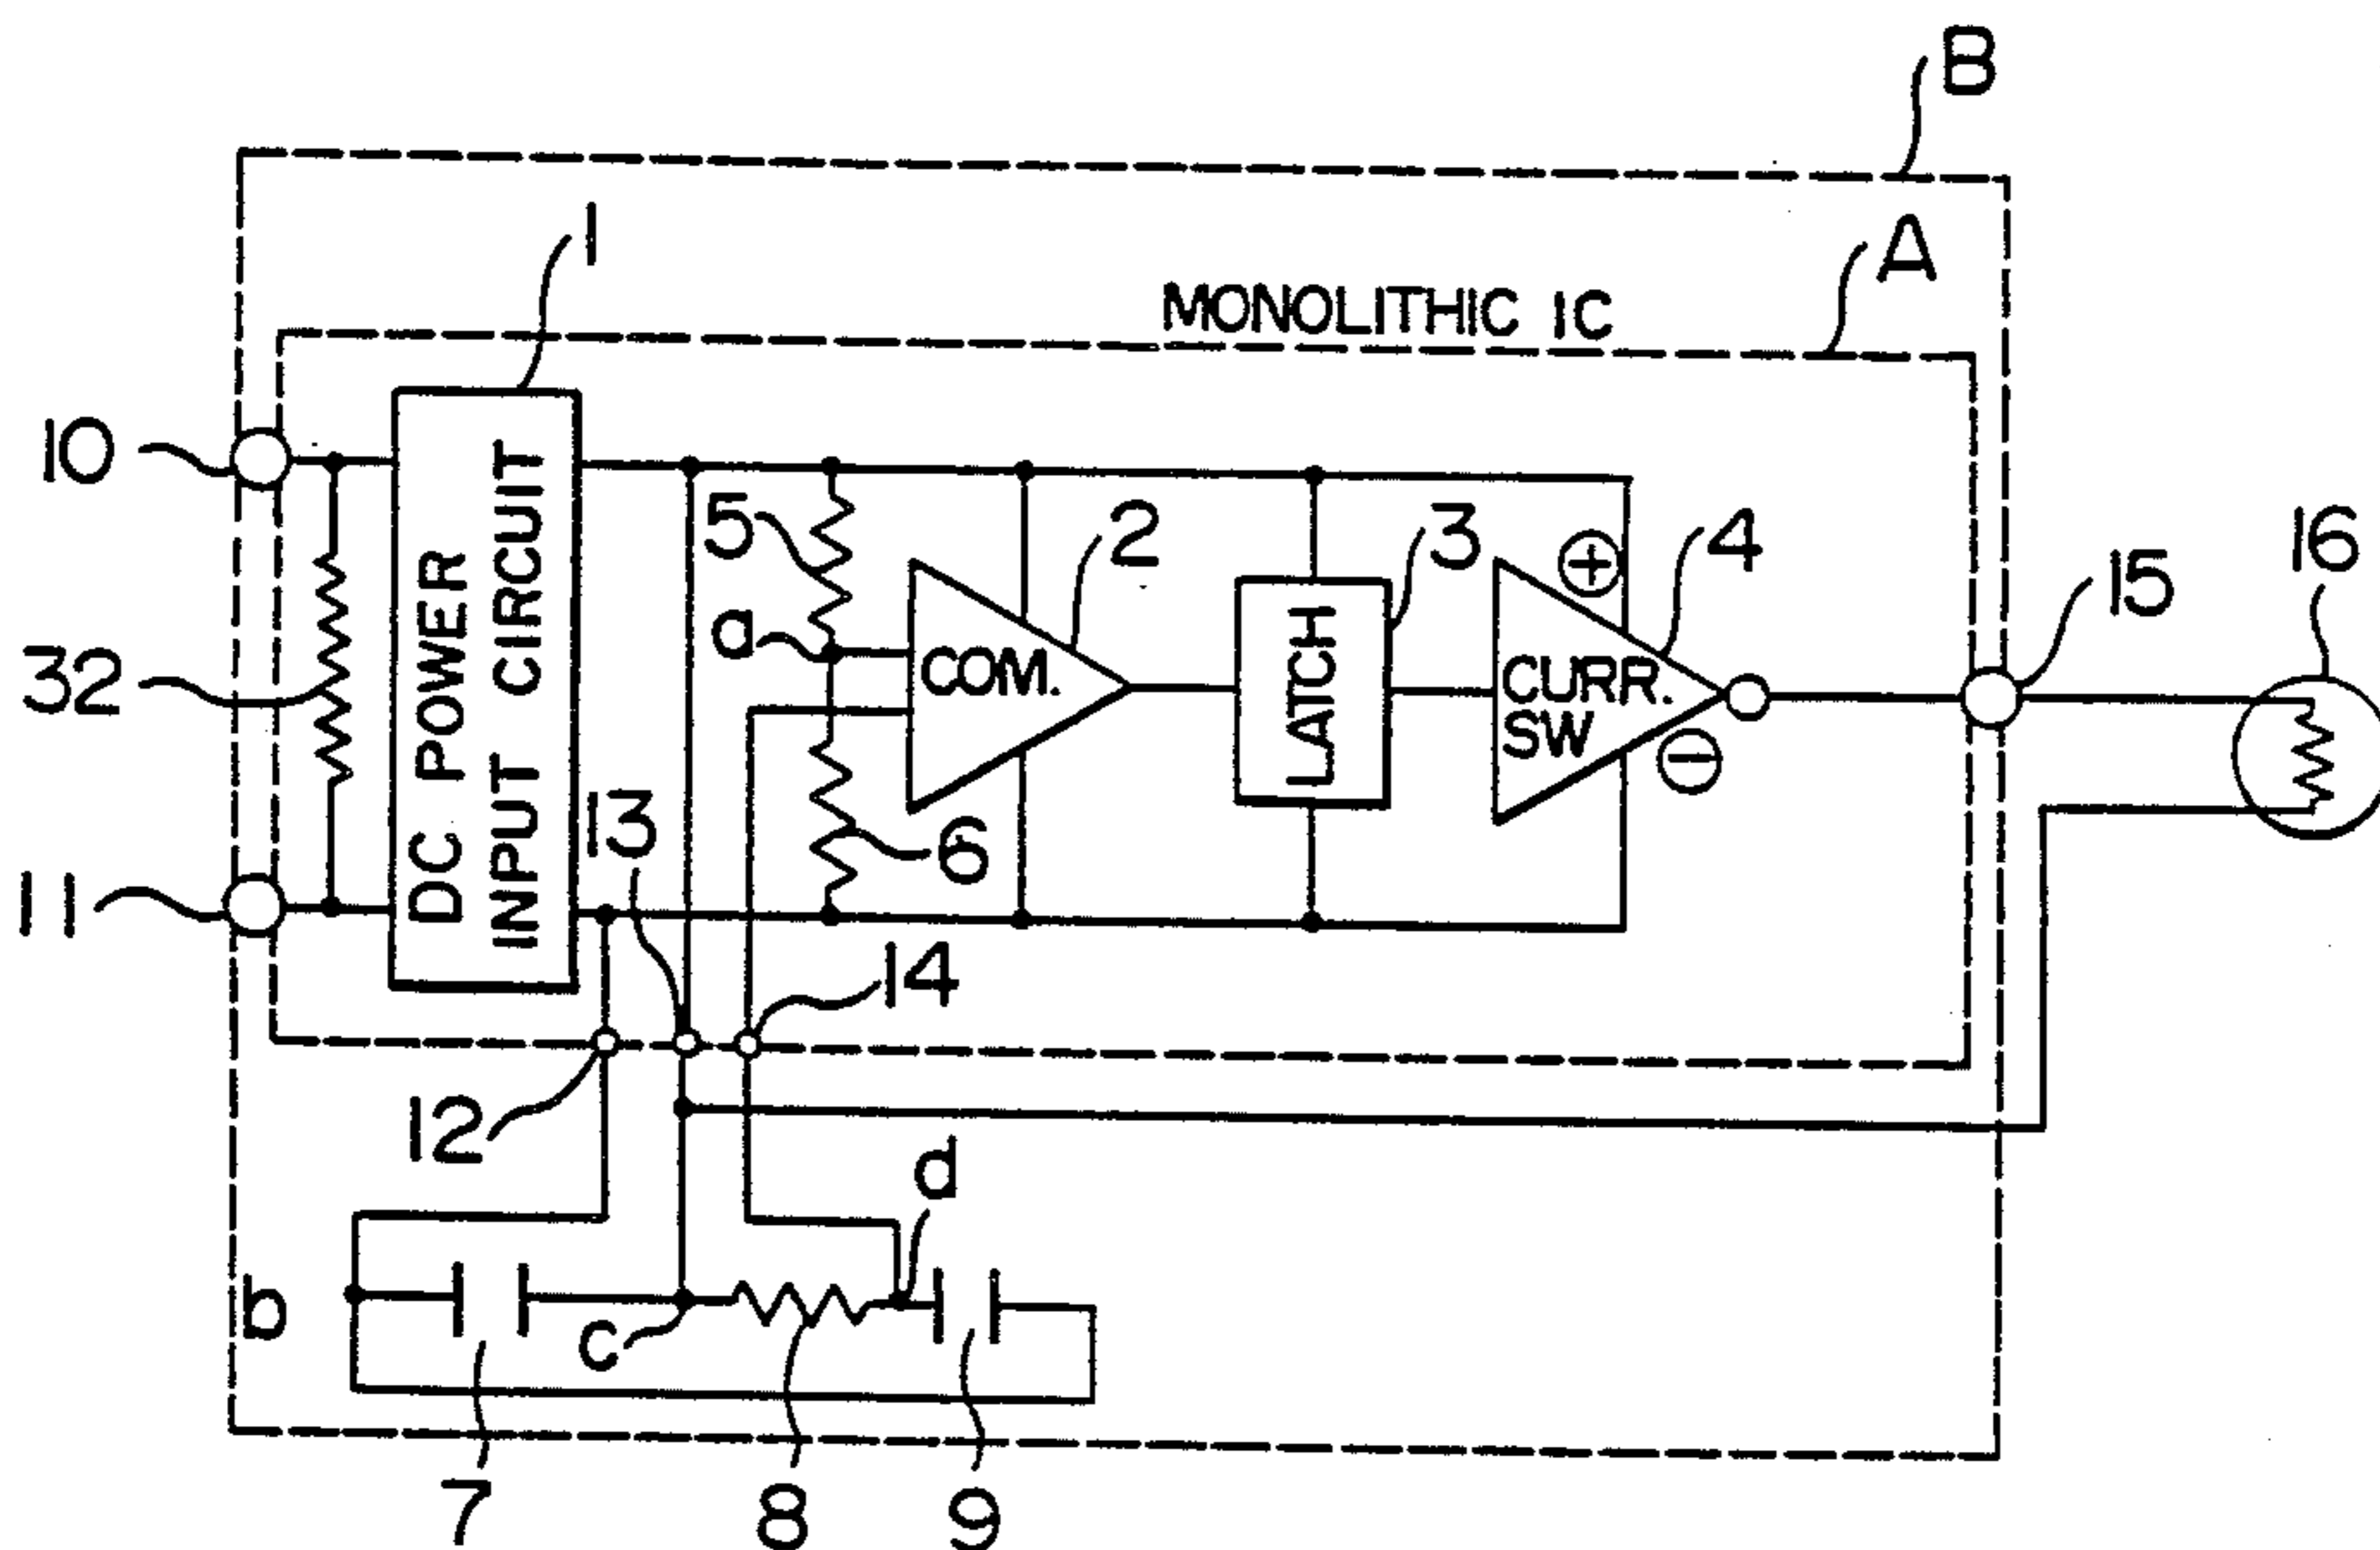 B
A
MONOLITHIC IC
1
10
DC POWER
INPUT CIRCUIT
5
a
COM.
2
LATCH
3
+
CURR.
SW
−
4
15
16
32
6
11
13
14
12
d
b
c
7
8
9